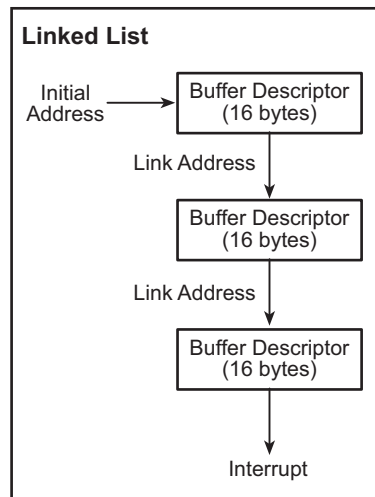 Linked List
Initial
Address
Buffer Descriptor
(16 bytes)
Link Address
Buffer Descriptor
(16 bytes)
Link Address
Buffer Descriptor
(16 bytes)
Interrupt